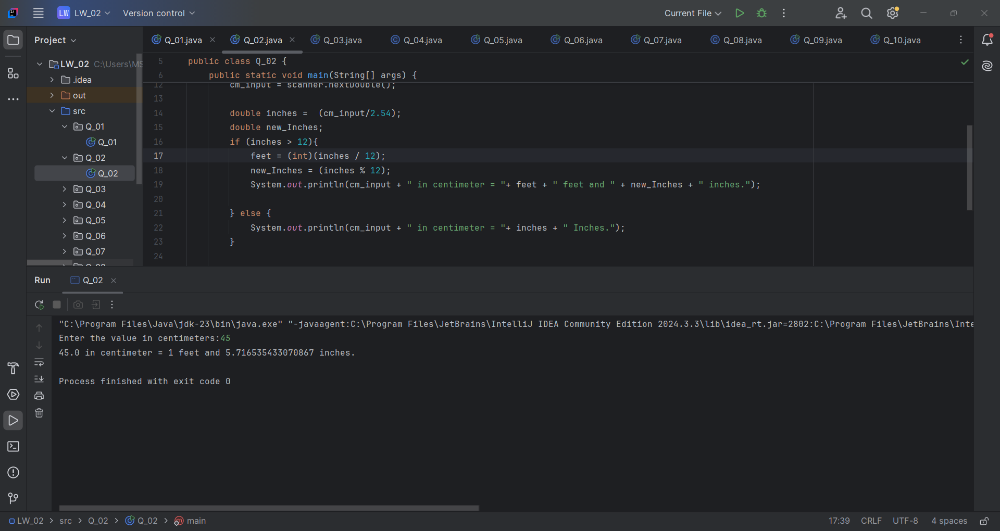 LW LW_02 Version control Current File
Project
Q_01.java Q_02.java Q_03.java Q_04.java Q_05.java Q_06.java Q_07.java Q_08.java Q_09.java Q_10.java
LW_02 C:\Users\MS
.idea
out
src
Q_01
Q_01
Q_02
Q_02
Q_03
Q_04
Q_05
Q_06
Q_07
Q_08
5 public class Q_02 {
6 public static void main(String[] args) {
12 cm_input = scanner.nextDouble();
13
14 double inches =  (cm_input/2.54);
15 double new_Inches;
16 if (inches > 12){
17 feet = (int)(inches / 12);
18 new_Inches = (inches % 12);
19 System.out.println(cm_input + " in centimeter = "+ feet + " feet and " + new_Inches + " inches.");
20
21 } else {
22 System.out.println(cm_input + " in centimeter = "+ inches + " Inches.");
23 }
24
Run Q_02
"C:\Program Files\Java\jdk-23\bin\java.exe" "-javaagent:C:\Program Files\JetBrains\IntelliJ IDEA Community Edition 2024.3.3\lib\idea_rt.jar=2802:C:\Program Files\JetBrains\Inte
Enter the value in centimeters:45
45.0 in centimeter = 1 feet and 5.716535433070867 inches.
Process finished with exit code 0
LW_02 > src > Q_02 > Q_02 > main 17:39 CRLF UTF-8 4 spaces